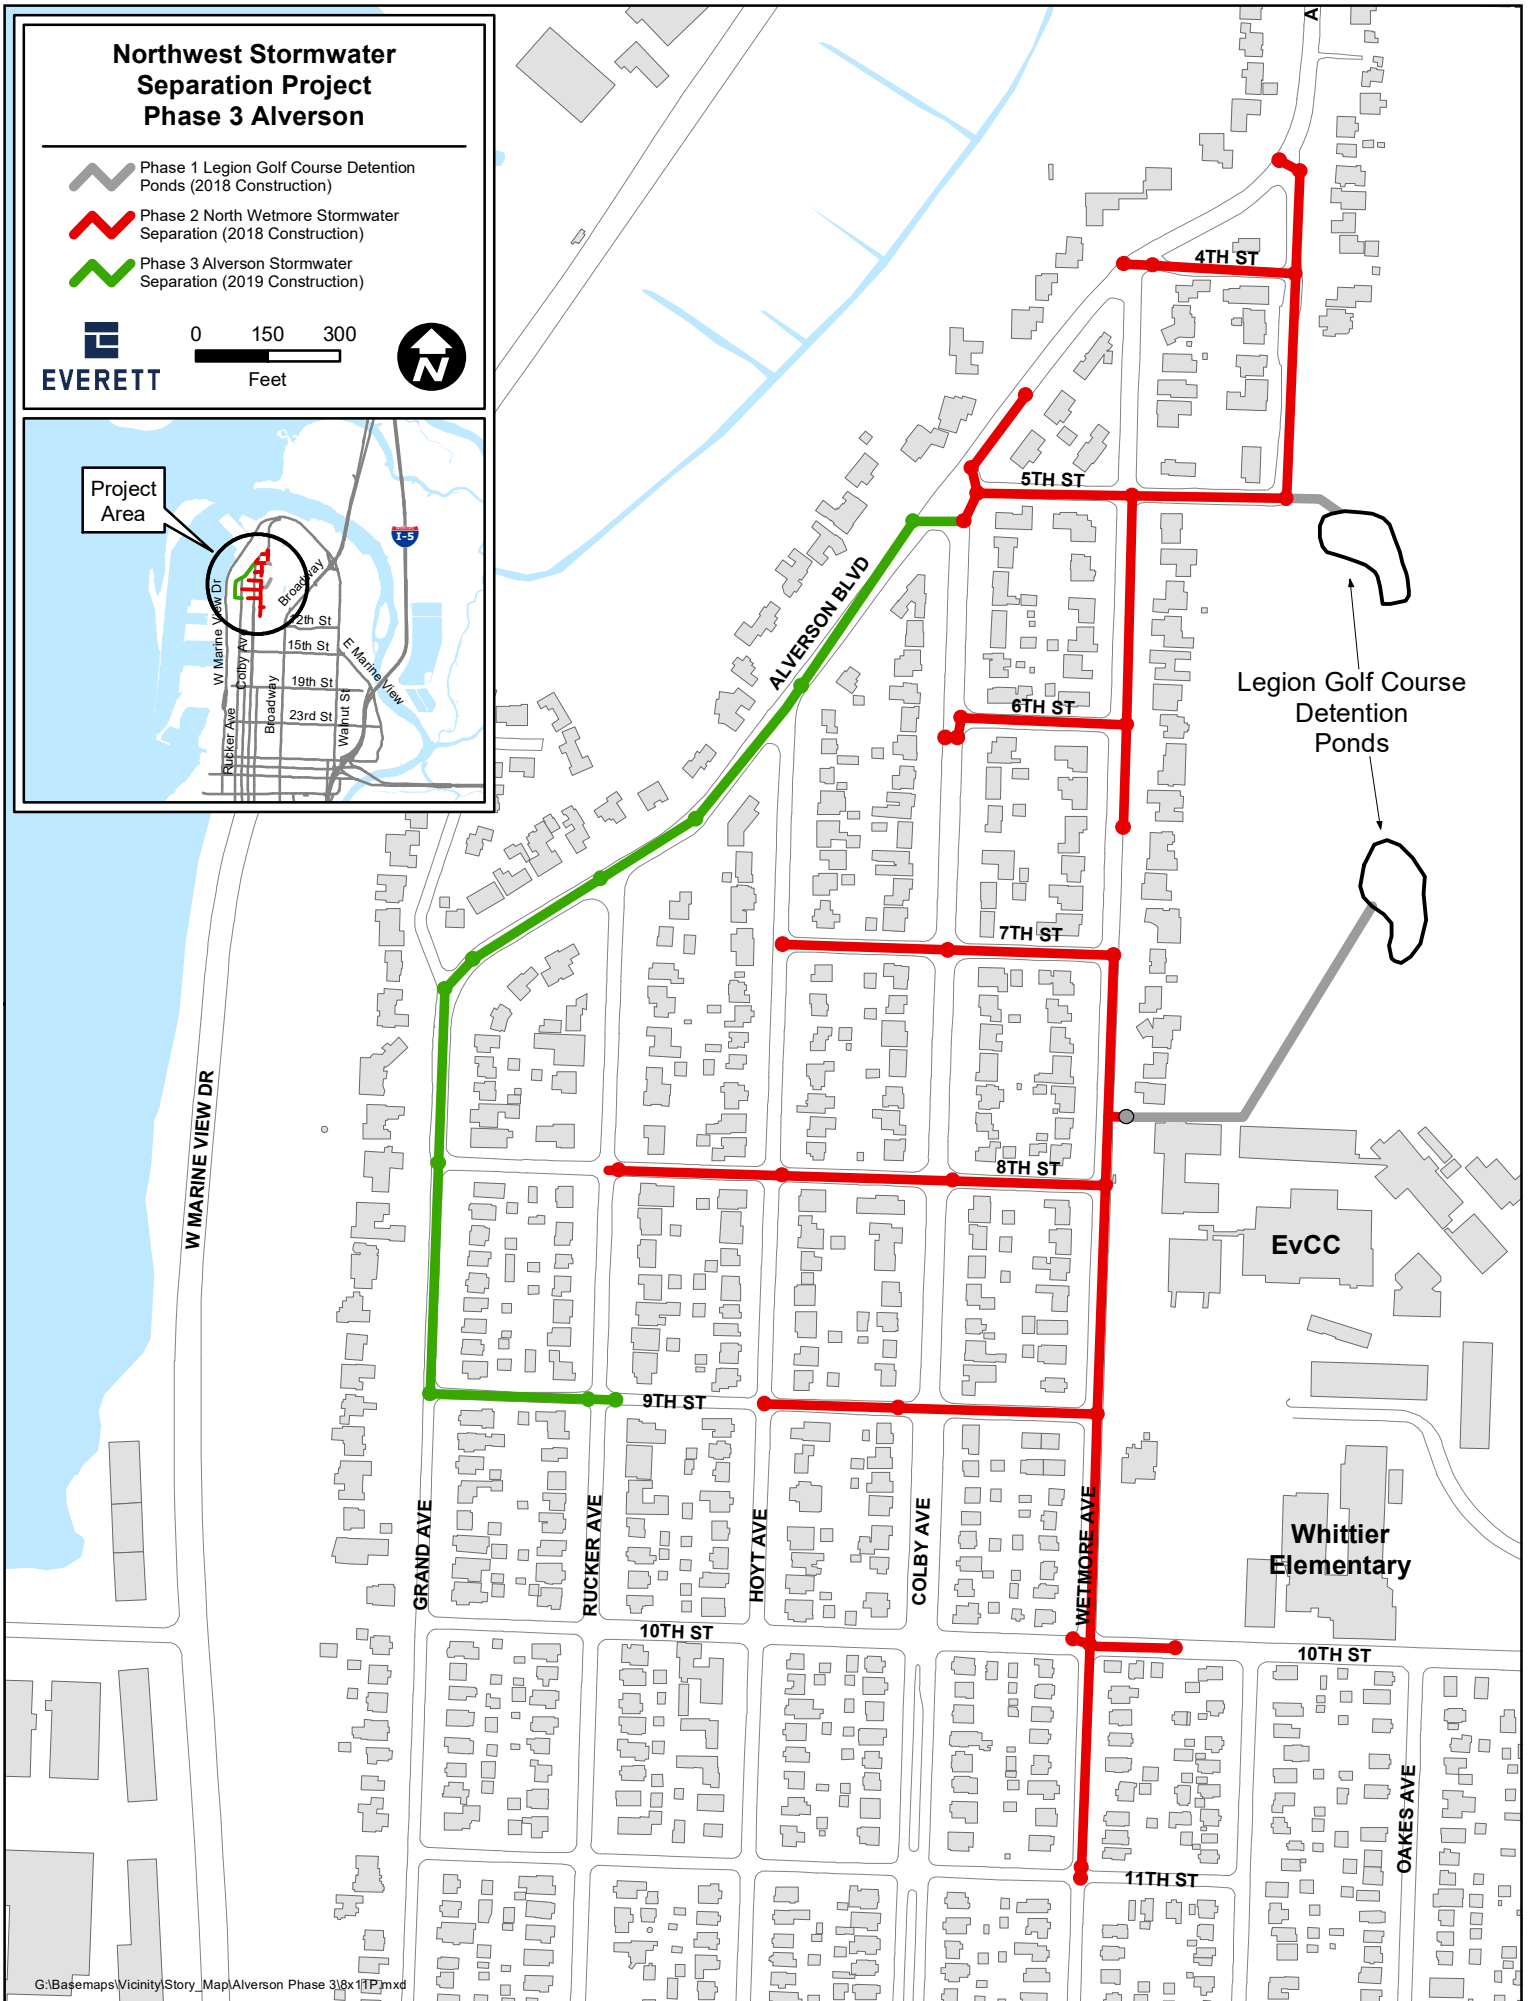 Northwest Stormwater
Separation Project
Phase 3 Alverson
Phase 1 Legion Golf Course Detention
Ponds (2018 Construction)
Phase 2 North Wetmore Stormwater
Separation (2018 Construction)
Phase 3 Alverson Stormwater
Separation (2019 Construction)
EVERETT
0 150 300
Feet
N
Project
Area
I-5
Broadway
W Marine View Dr
Colby Ave
12th St
15th St
E Marine View
19th St
23rd St
Rucker Ave
Broadway
Walnut St
A
4TH ST
5TH ST
ALVERSON BLVD
6TH ST
Legion Golf Course
Detention
Ponds
7TH ST
W MARINE VIEW DR
8TH ST
EvCC
9TH ST
GRAND AVE
RUCKER AVE
HOYT AVE
COLBY AVE
WETMORE AVE
Whittier
Elementary
10TH ST
10TH ST
OAKES AVE
11TH ST
G:\Basemaps\Vicinity\Story_Map\Alverson Phase 3\8x11P.mxd